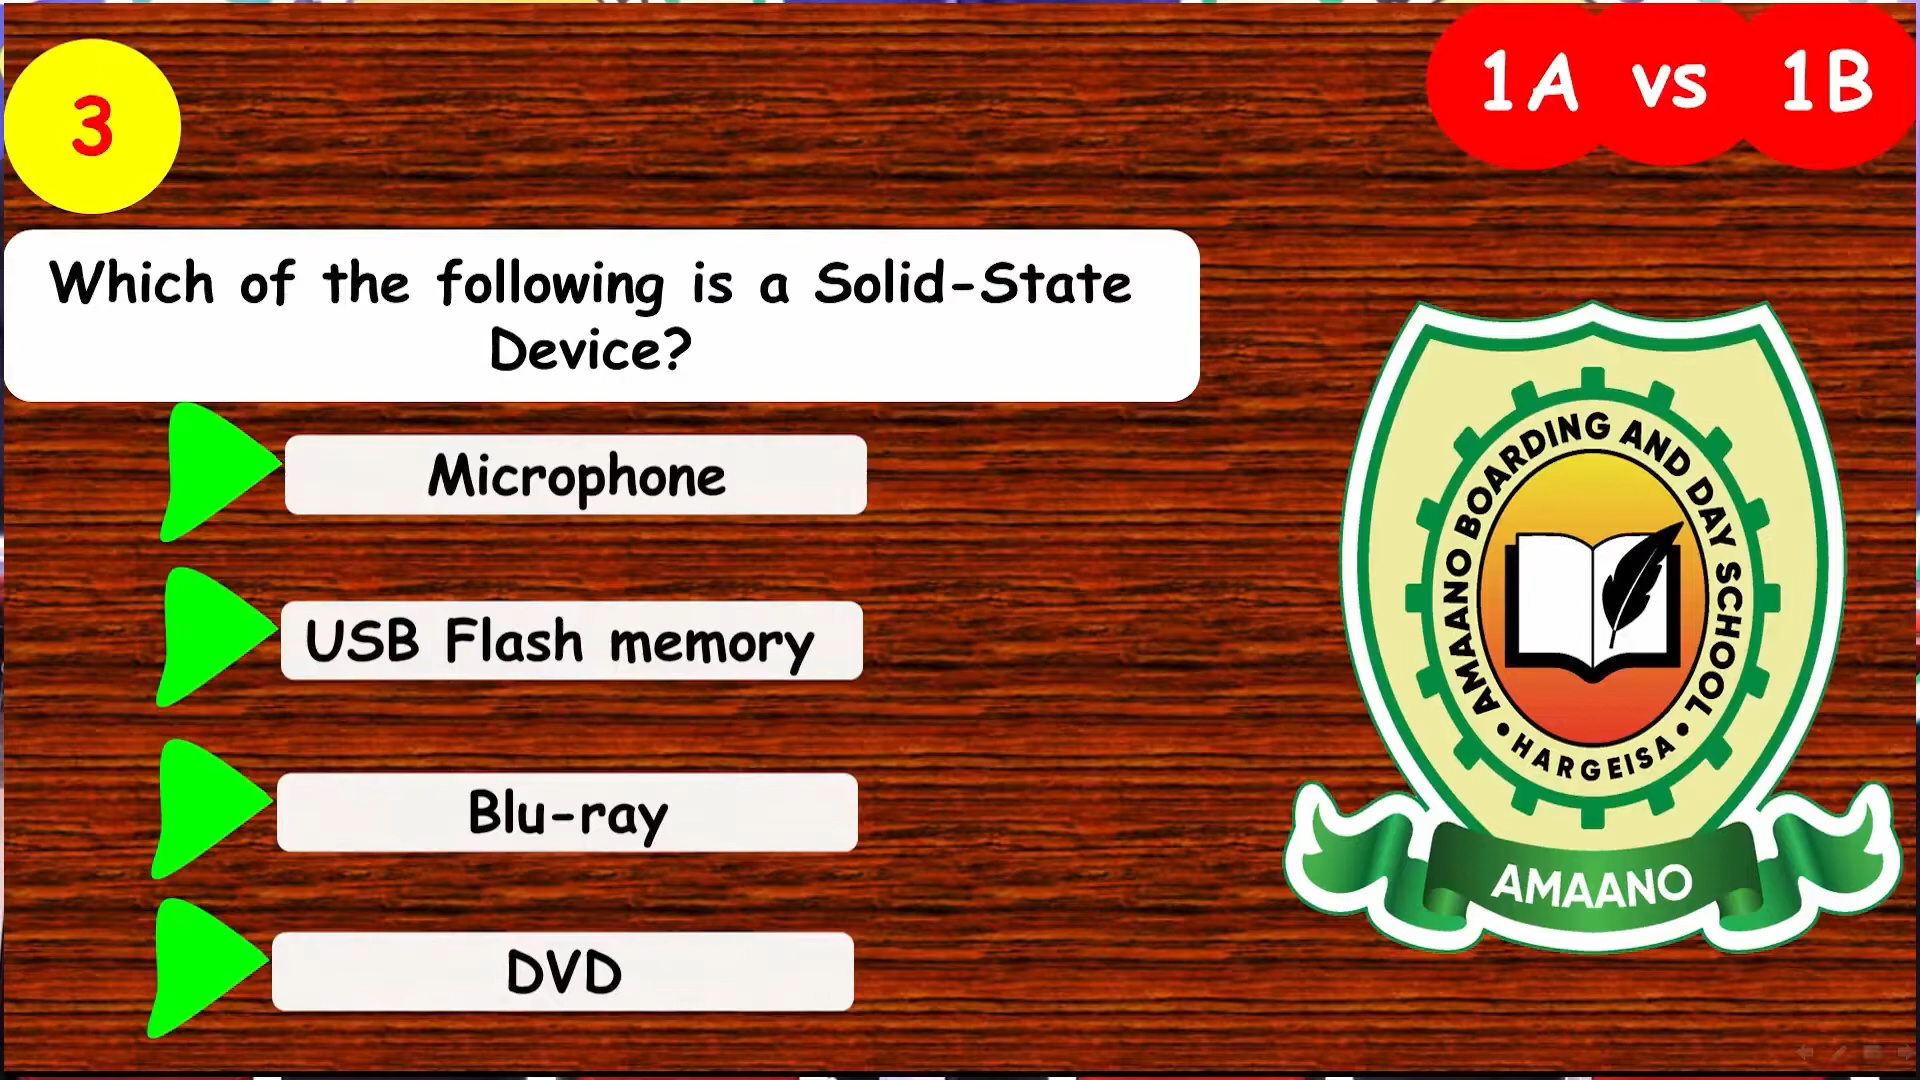 3
1A vs 1B
Which of the following is a Solid-State
Device?
Microphone
USB Flash memory
Blu-ray
DVD
AMAANO BOARDING AND DAY SCHOOL
• HARGEISA •
AMAANO